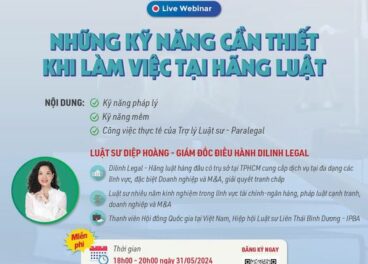 Live Webinar
NHỮNG KỸ NĂNG CẦN THIẾT
KHI LÀM VIỆC TẠI HÃNG LUẬT
NỘI DUNG:
Kỹ năng pháp lý
Kỹ năng mềm
Công việc thực tế của Trợ lý Luật sư - Paralegal
LUẬT SƯ DIỆP HOÀNG - GIÁM ĐỐC ĐIỀU HÀNH DILINH LEGAL
Dilinh Legal - Hãng luật hàng đầu có trụ sở tại TPHCM cung cấp dịch vụ tại đa dạng các
lĩnh vực, đặc biệt Doanh nghiệp và M&A, giải quyết tranh chấp
Luật sư nhiều năm kinh nghiệm trong lĩnh vực tài chính-ngân hàng, pháp luật cạnh tranh,
doanh nghiệp và M&A
Thành viên Hội đồng Quốc gia tại Việt Nam, Hiệp hội Luật sư Liên Thái Bình Dương - IPBA
Miễn
phí
Thời gian
18h00 - 20h00 ngày 31/05/2024
ĐĂNG KÝ NGAY